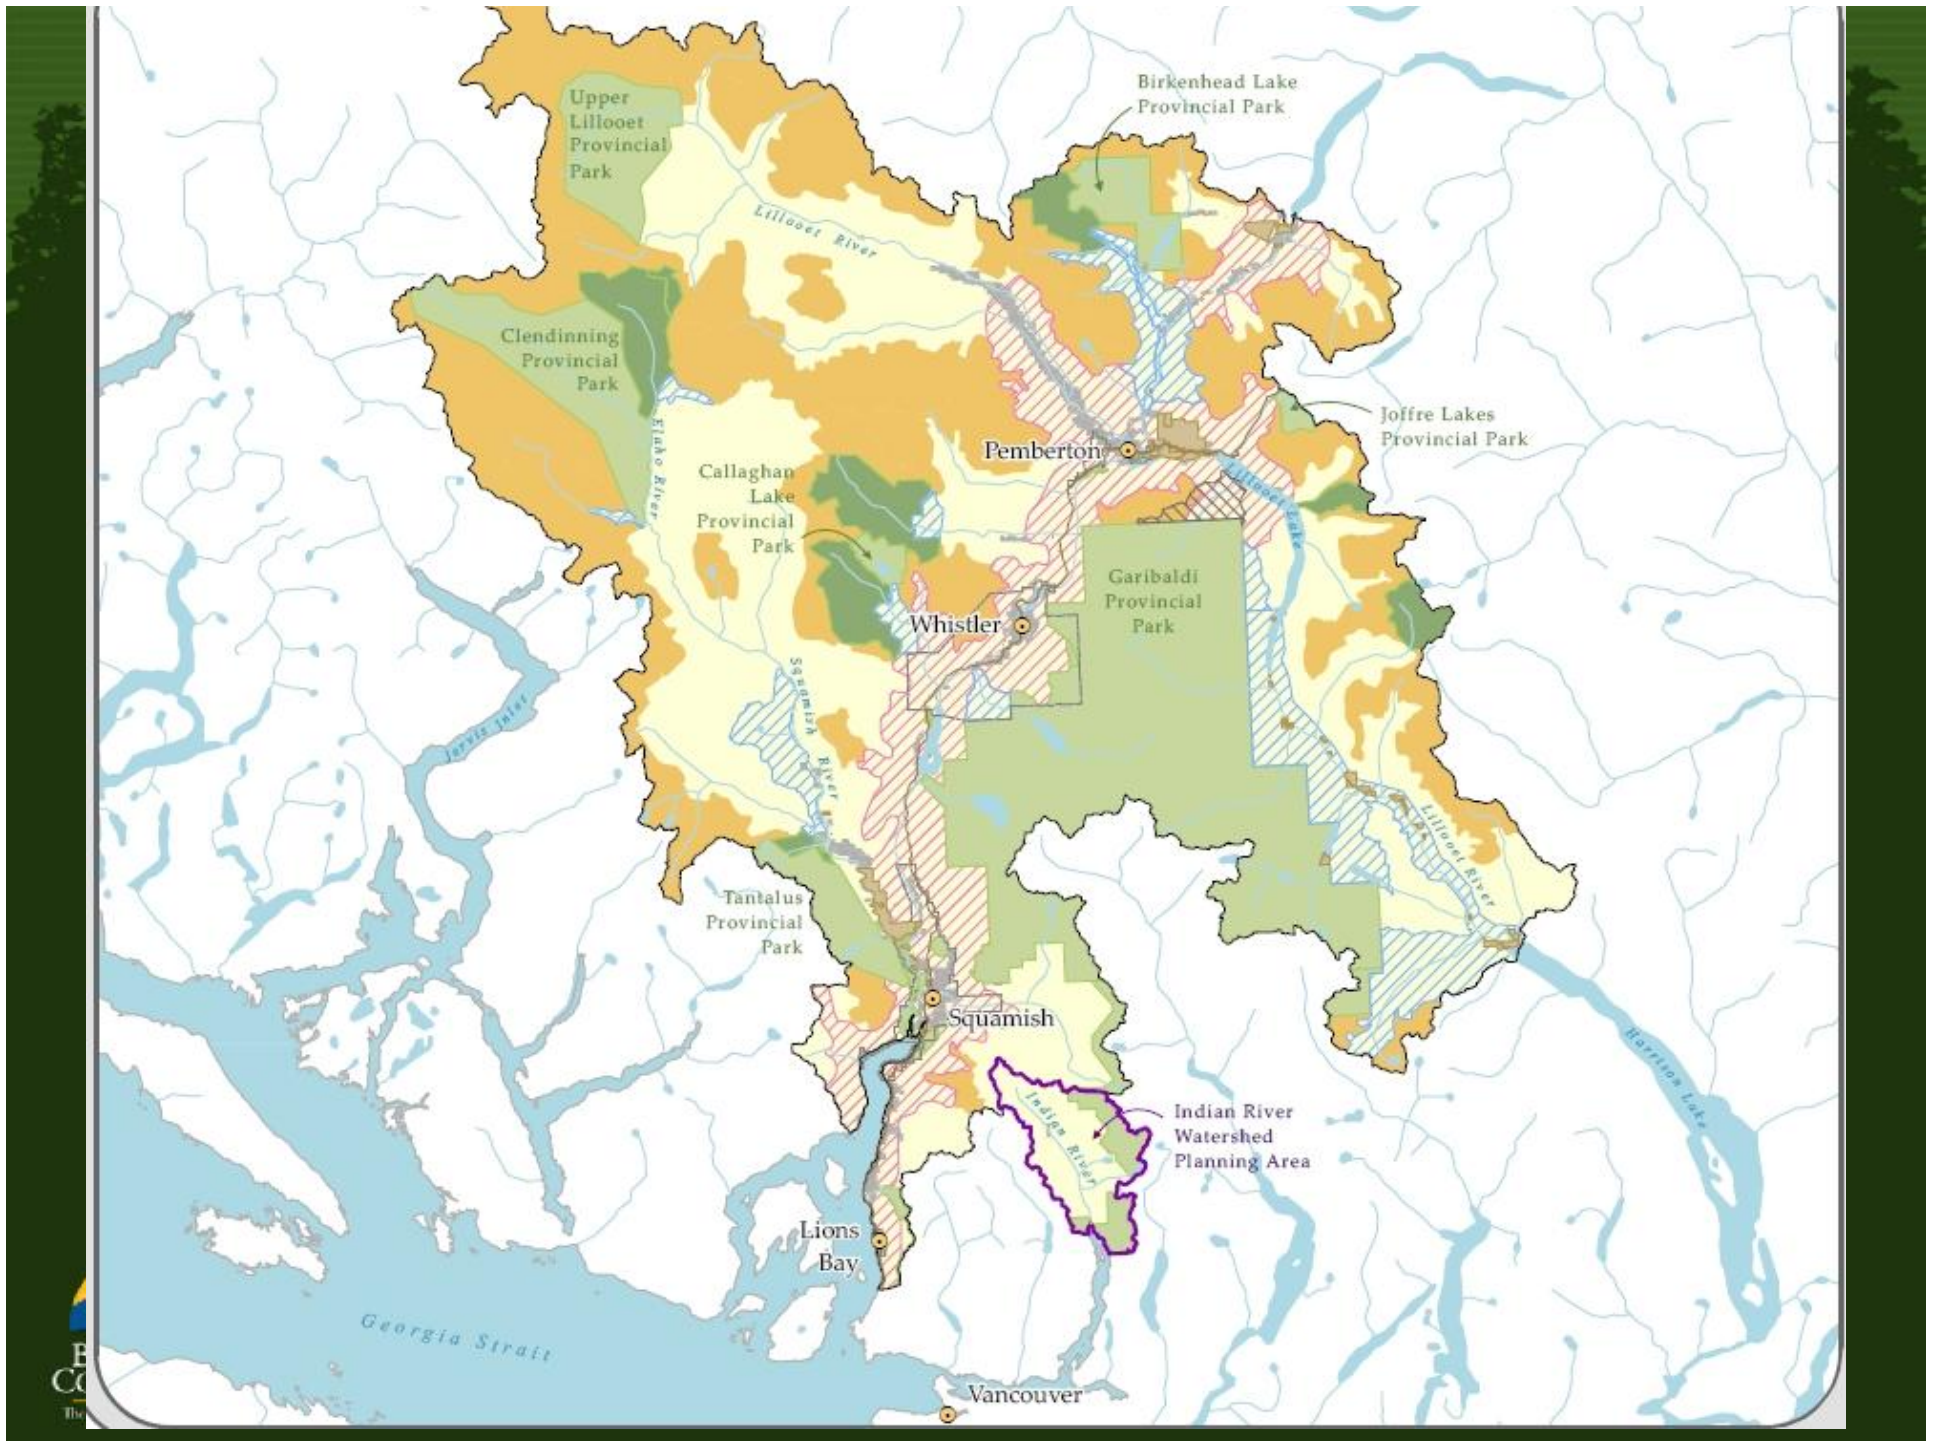 Birkenhead Lake
Provincial Park
Upper
Lillooet
Provincial
Park
Lillooet River
Clendinning
Provincial
Park
Joffre Lakes
Provincial Park
Elaho River
Pemberton
Callaghan
Lake
Provincial
Park
Lillooet Lake
Garibaldi
Provincial
Park
Whistler
Squamish River
Jervis Inlet
Lillooet River
Tantalus
Provincial
Park
Squamish
Harrison Lake
Indian River
Indian River
Watershed
Planning Area
Lions
Bay
Georgia Strait
Vancouver
B
Co
The